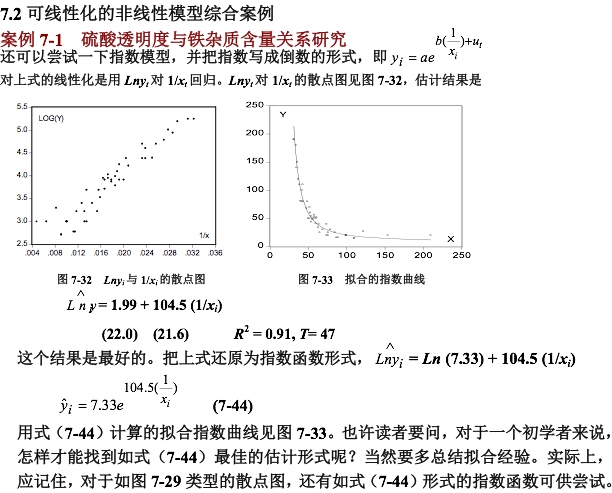 7.2 可线性化的非线性模型综合案例
案例 7-1 硫酸透明度与铁杂质含量关系研究
还可以尝试一下指数模型，并把指数写成倒数的形式，即 y_i = ae^{b(1/x_i)+u_t}
对上式的线性化是用 Lny_t 对 1/x_t 回归。Lny_t 对 1/x_t 的散点图见图 7-32，估计结果是
5.5
5.0
4.5
4.0
3.5
3.0
2.5
LOG(Y)
1/x
.004 .008 .012 .016 .020 .024 .028 .032 .036
250
200
150
100
50
0
Y
X
0 50 100 150 200 250
图 7-32 Lny_i 与 1/x_i 的散点图
图 7-33 拟合的指数曲线
^
L n y = 1.99 + 104.5 (1/x_i)
(22.0) (21.6) R² = 0.91, T= 47
这个结果是最好的。把上式还原为指数函数形式， Lny_i^ = Ln (7.33) + 104.5 (1/x_i)
ŷ_i = 7.33e^{104.5(1/x_i)} (7-44)
用式（7-44）计算的拟合指数曲线见图 7-33。也许读者要问，对于一个初学者来说，
怎样才能找到如式（7-44）最佳的估计形式呢？当然要多总结拟合经验。实际上，
应记住，对于如图 7-29 类型的散点图，还有如式（7-44）形式的指数函数可供尝试。